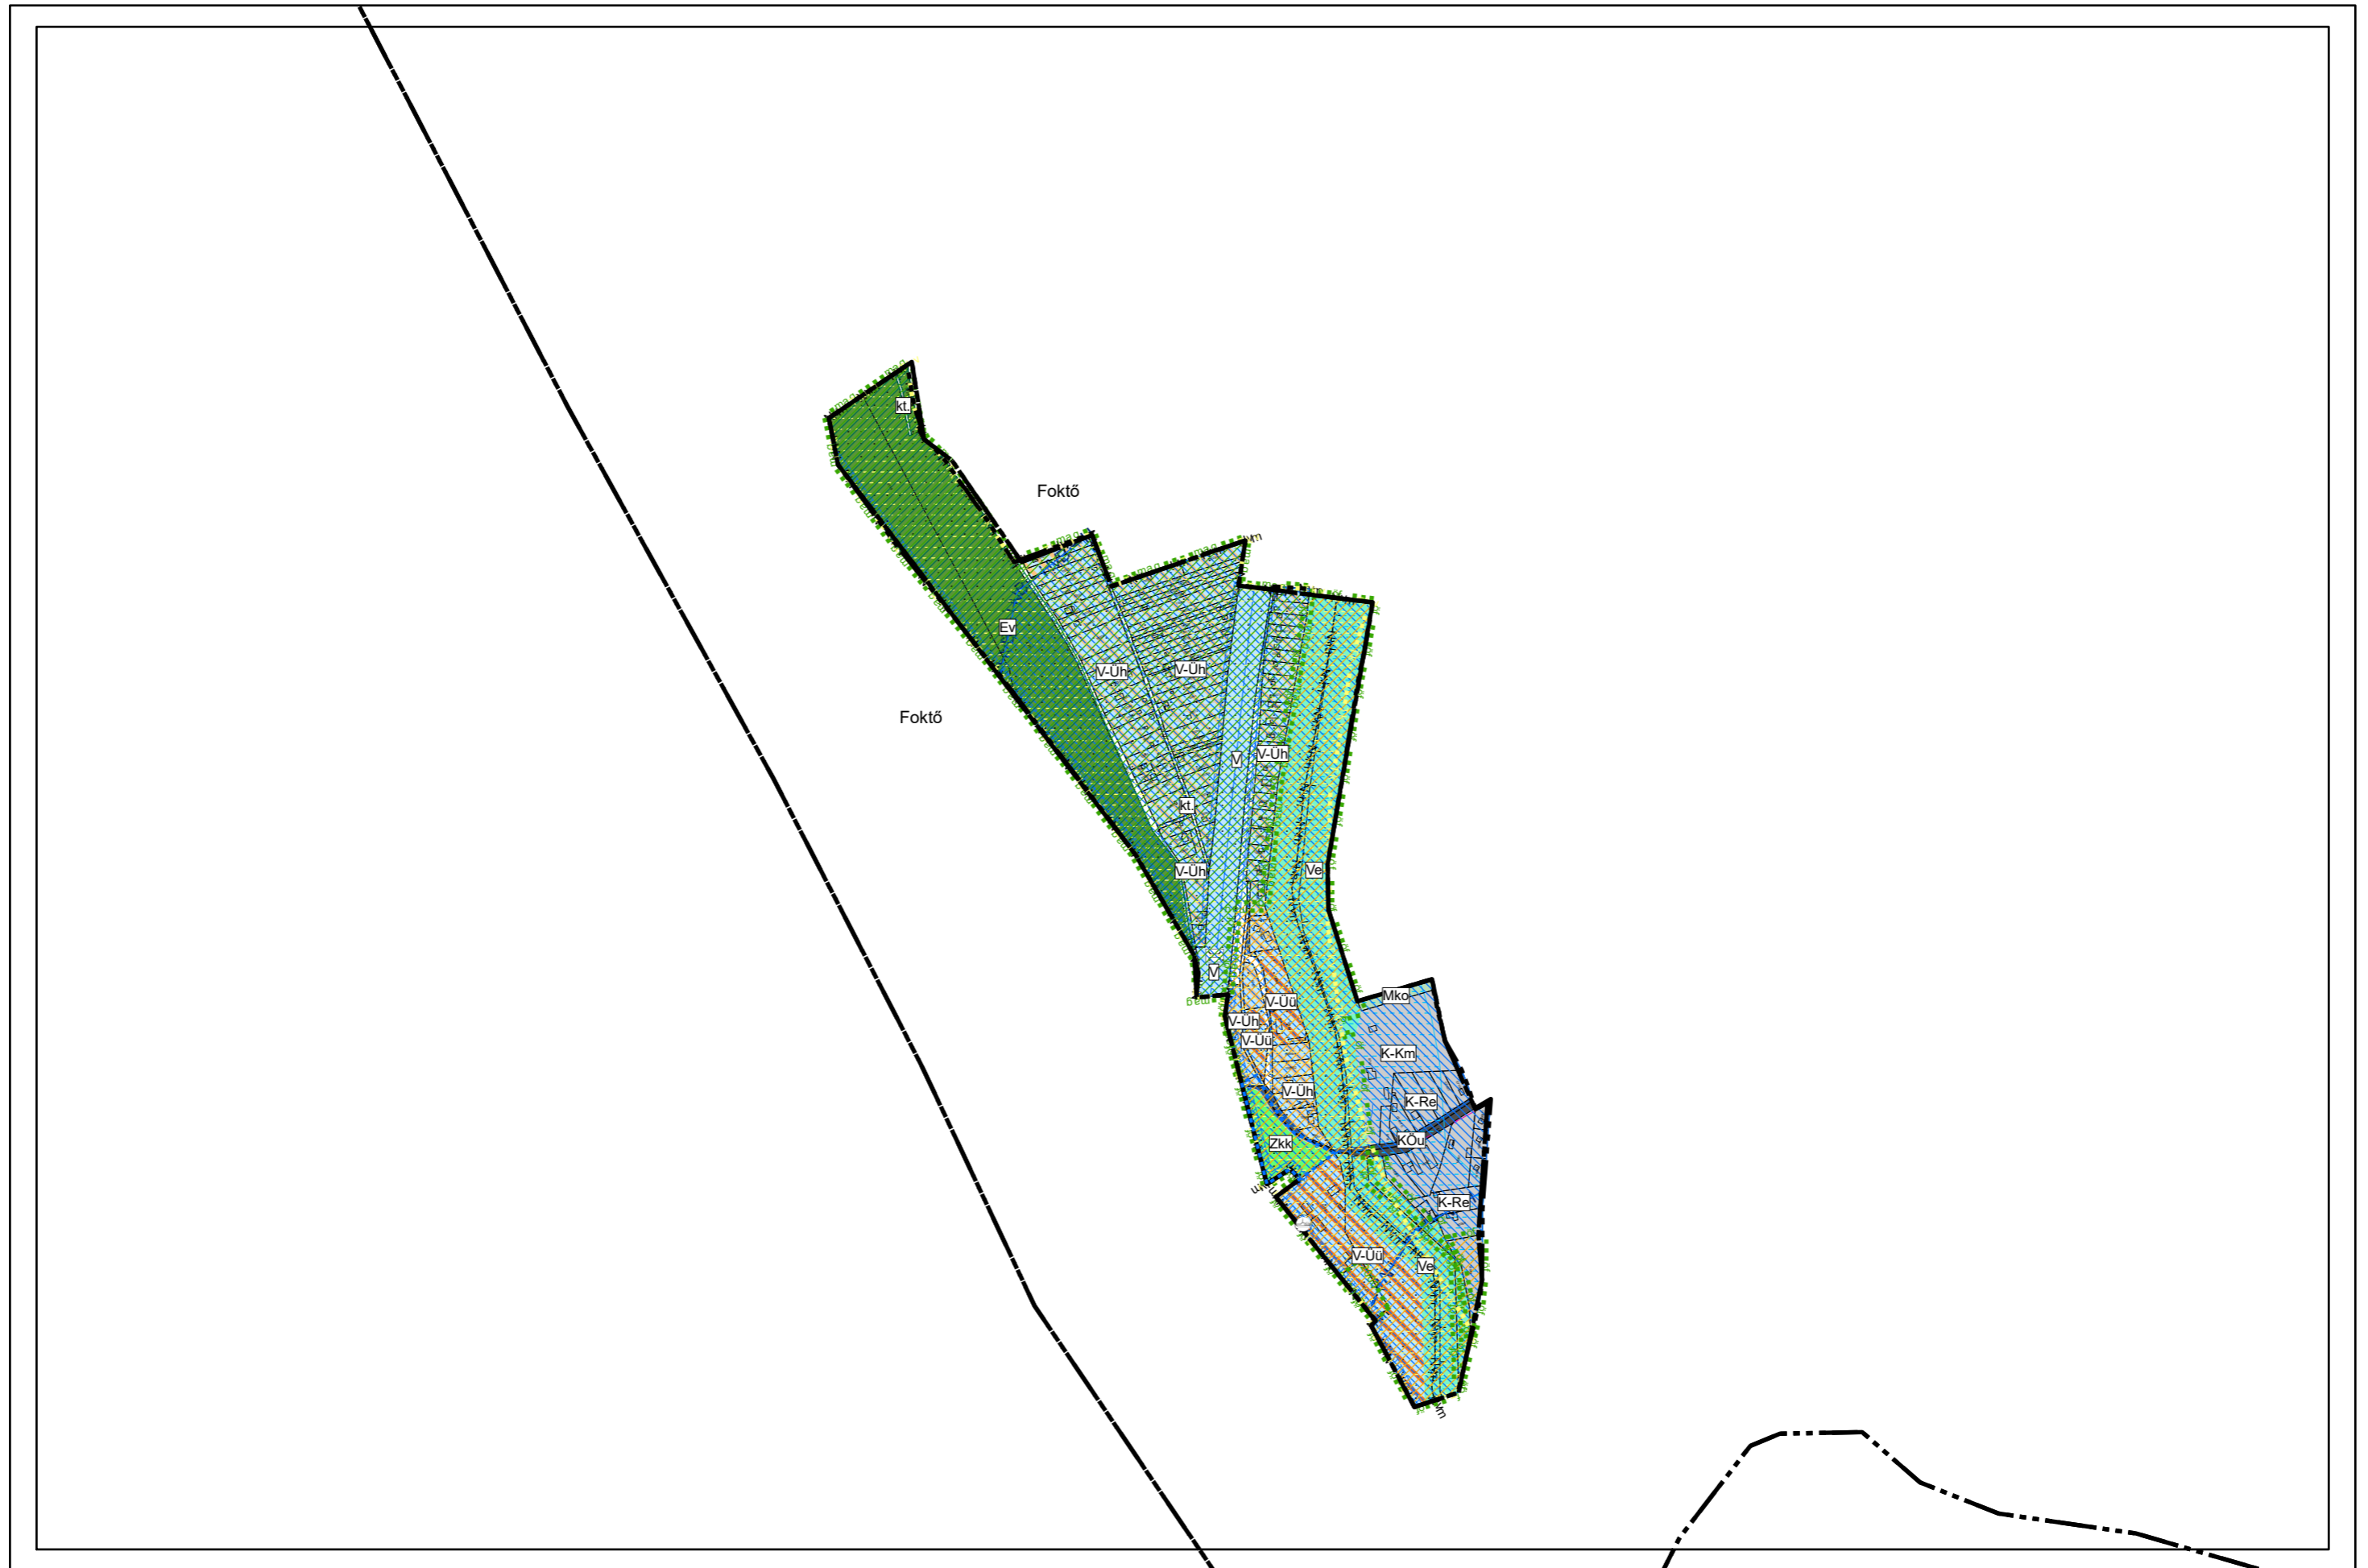 kt.
Foktő
Ev
V-Üh
V-Üh
Foktő
V-Üh
V
kt.
V-Üh
Ve
V
Mko
V-Üü
V-Üh
V-Üü
K-Km
V-Üh
K-Re
KÖu
Zkk
K-Re
V-Üü
Ve